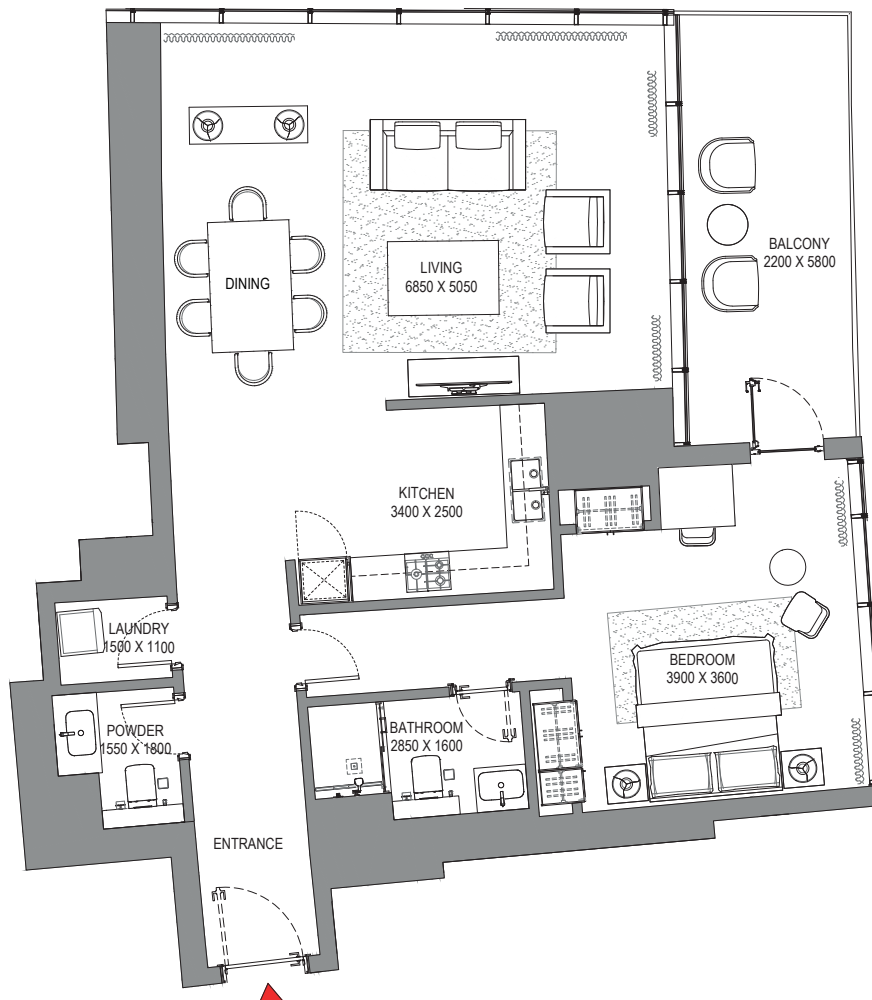 BALCONY
2200 X 5800
LIVING
6850 X 5050
DINING
KITCHEN
3400 X 2500
LAUNDRY
1500 X 1100
BEDROOM
3900 X 3600
POWDER
1550 X 1800
BATHROOM
2850 X 1600
ENTRANCE